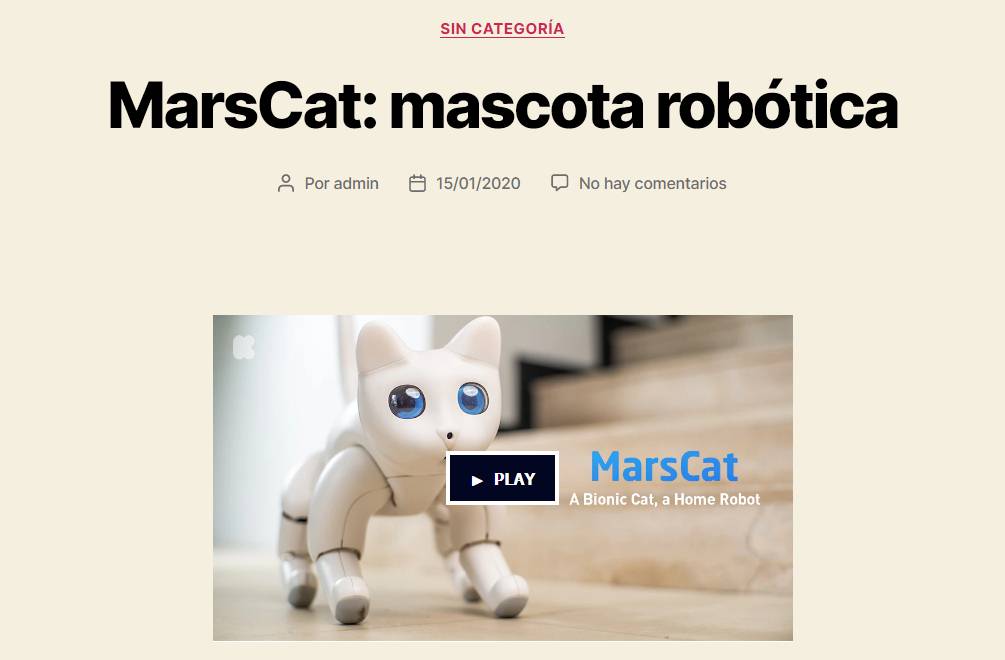 SIN CATEGORÍA
MarsCat: mascota robótica
Por admin 15/01/2020 No hay comentarios
PLAY
MarsCat
A Bionic Cat, a Home Robot